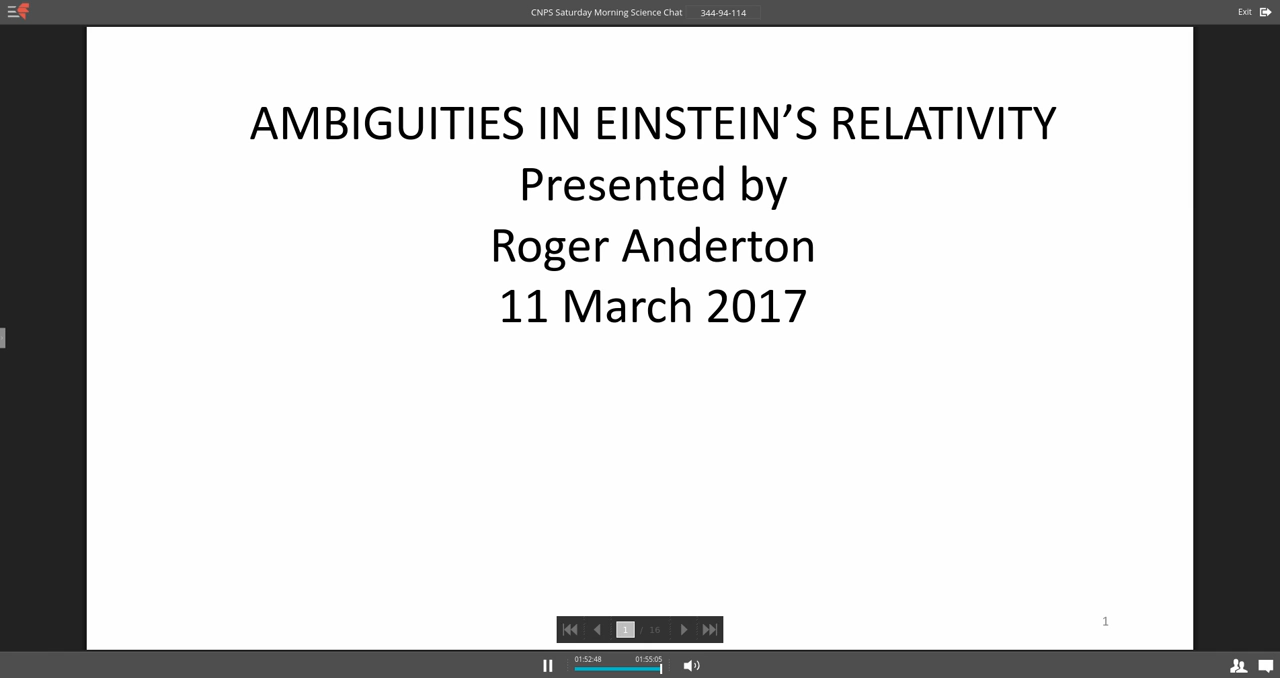 CNPS Saturday Morning Science Chat 344-94-114 Exit
AMBIGUITIES IN EINSTEIN’S RELATIVITY
Presented by
Roger Anderton
11 March 2017
1
1 / 16
01:52:48 01:55:05